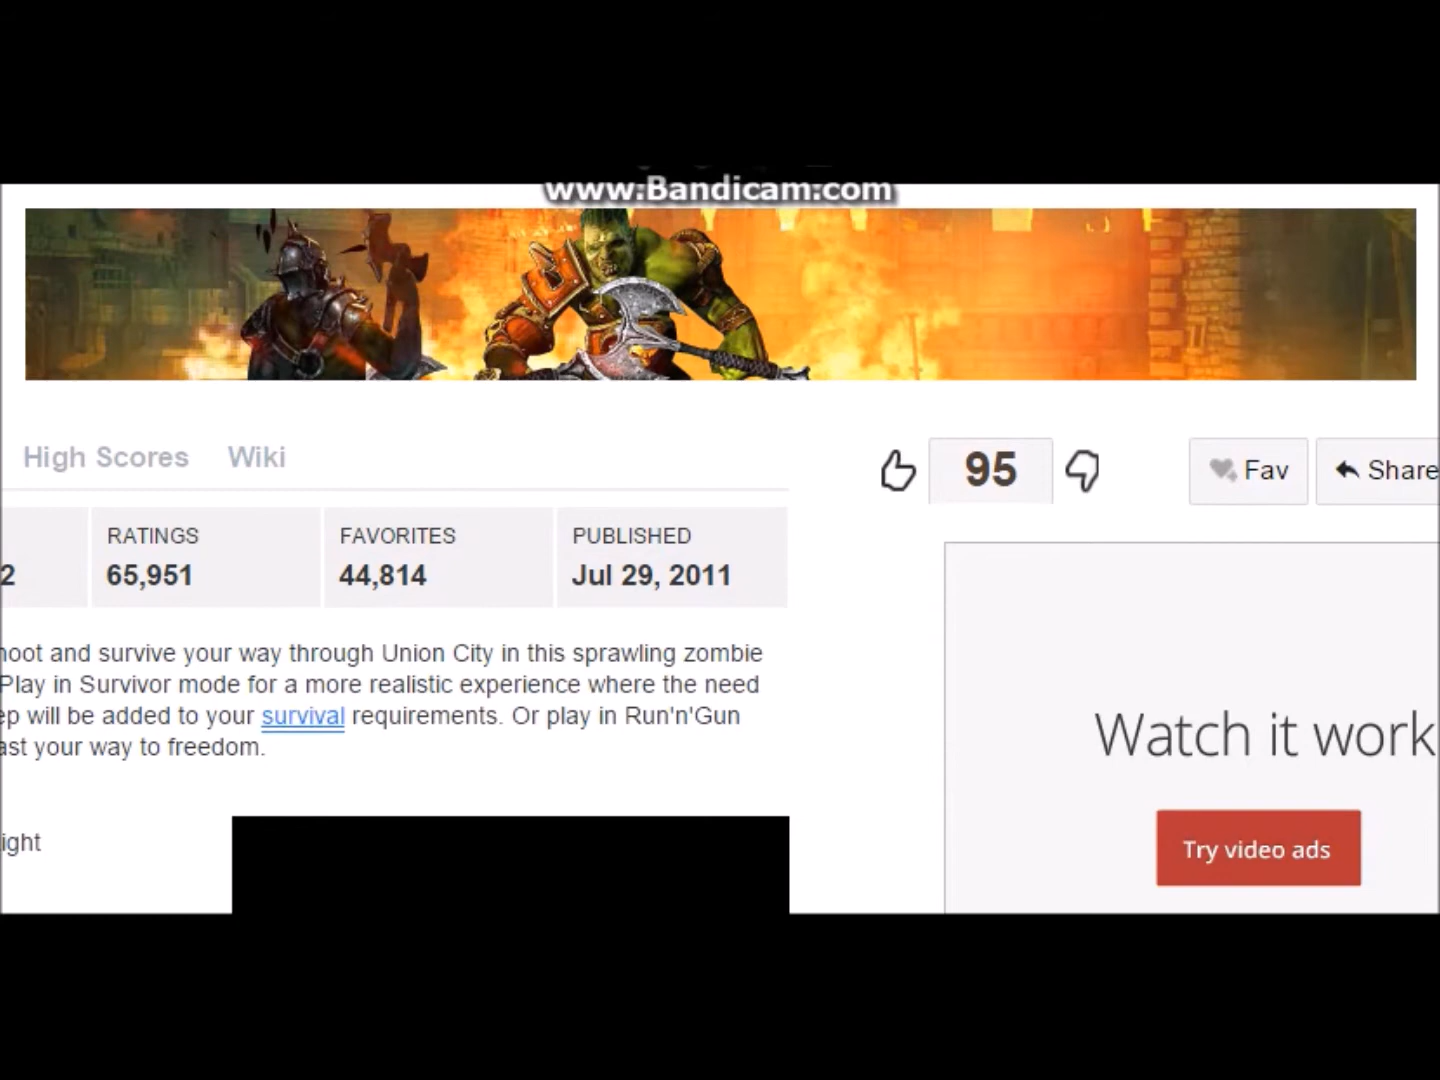 www.Bandicam.com
High Scores Wiki
95
Fav
Share
RATINGS
FAVORITES
PUBLISHED
2
65,951
44,814
Jul 29, 2011
hoot and survive your way through Union City in this sprawling zombie
Play in Survivor mode for a more realistic experience where the need
ep will be added to your survival requirements. Or play in Run'n'Gun
ast your way to freedom.
ight
Watch it work
Try video ads